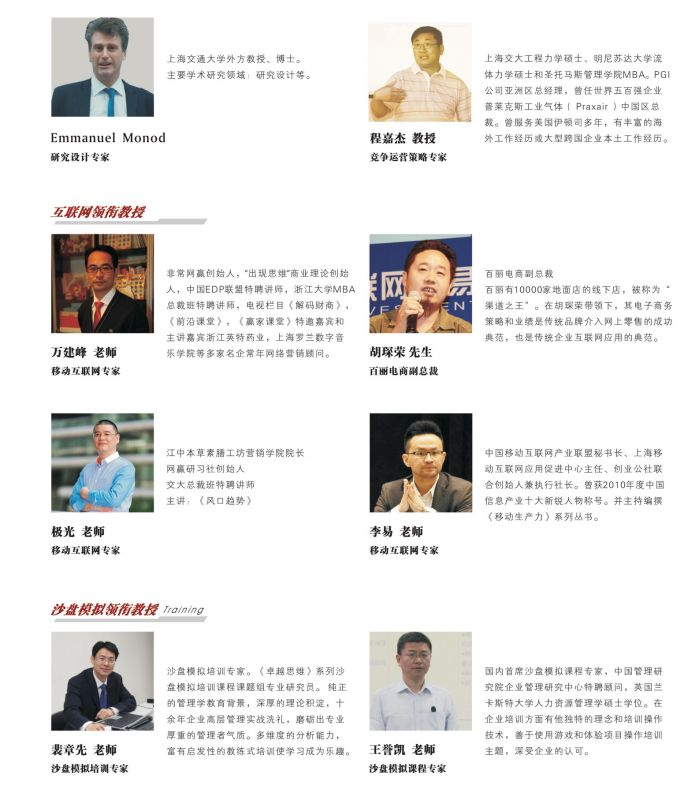 上海交通大学外方教授、博士。
主要学术研究领域：研究设计等。
Emmanuel Monod
研究设计专家
上海交大工程力学硕士、明尼苏达大学流
体力学硕士和圣托马斯管理学院MBA。PGI
公司亚洲区总经理，曾任世界五百强企业
普莱克斯工业气体（ Praxair ）中国区总
裁。曾服务美国伊顿司多年，有丰富的海
外工作经历或大型跨国企业本土工作经历。
程嘉杰 教授
竞争运营策略专家
互联网领衔教授
非常网赢创始人，“出现思维”商业理论创始
人，中国EDP联盟特聘讲师，浙江大学MBA
总裁班特聘讲师，电视栏目《解码财商》，
《前沿课堂》，《赢家课堂》特邀嘉宾和
主讲嘉宾浙江英特药业，上海罗兰数字音
乐学院等多家名企常年网络营销顾问。
万建峰 老师
移动互联网专家
百丽电商副总裁
百丽有10000家地面店的线下店，被称为“
渠道之王”。在胡琛荣带领下，其电子商务
策略和业绩是传统品牌介入网上零售的成功
典范，也是传统企业互联网应用的典范。
胡琛荣 先生
百丽电商副总裁
江中本草素膳工坊营销学院院长
网赢研习社创始人
交大总裁班特聘讲师
主讲：《风口趋势》
极光 老师
移动互联网专家
中国移动互联网产业联盟秘书长、上海移
动互联网应用促进中心主任、创业公社联
合创始人兼执行社长。曾获2010年度中国
信息产业十大新锐人物称号。并主持编撰
《移动生产力》系列丛书。
李易 老师
移动互联网专家
沙盘模拟领衔教授 Training
沙盘模拟培训专家。《卓越思维》系列沙
盘模拟培训课程课题组专业研究员。 纯正
的管理学教育背景，深厚的理论积淀，十
余年企业高层管理实战洗礼，磨砺出专业
厚重的管理者气质。多维度的分析能力，
富有启发性的教练式培训使学习成为乐趣。
裴章先 老师
沙盘模拟培训专家
国内首席沙盘模拟课程专家，中国管理研
究院企业管理研究中心特聘顾问，英国兰
卡斯特大学人力资源管理学硕士学位。在
企业培训方面有他独特的理念和培训操作
技术，善于使用游戏和体验项目操作培训
主题，深受企业的认可。
王誉凯 老师
沙盘模拟课程专家